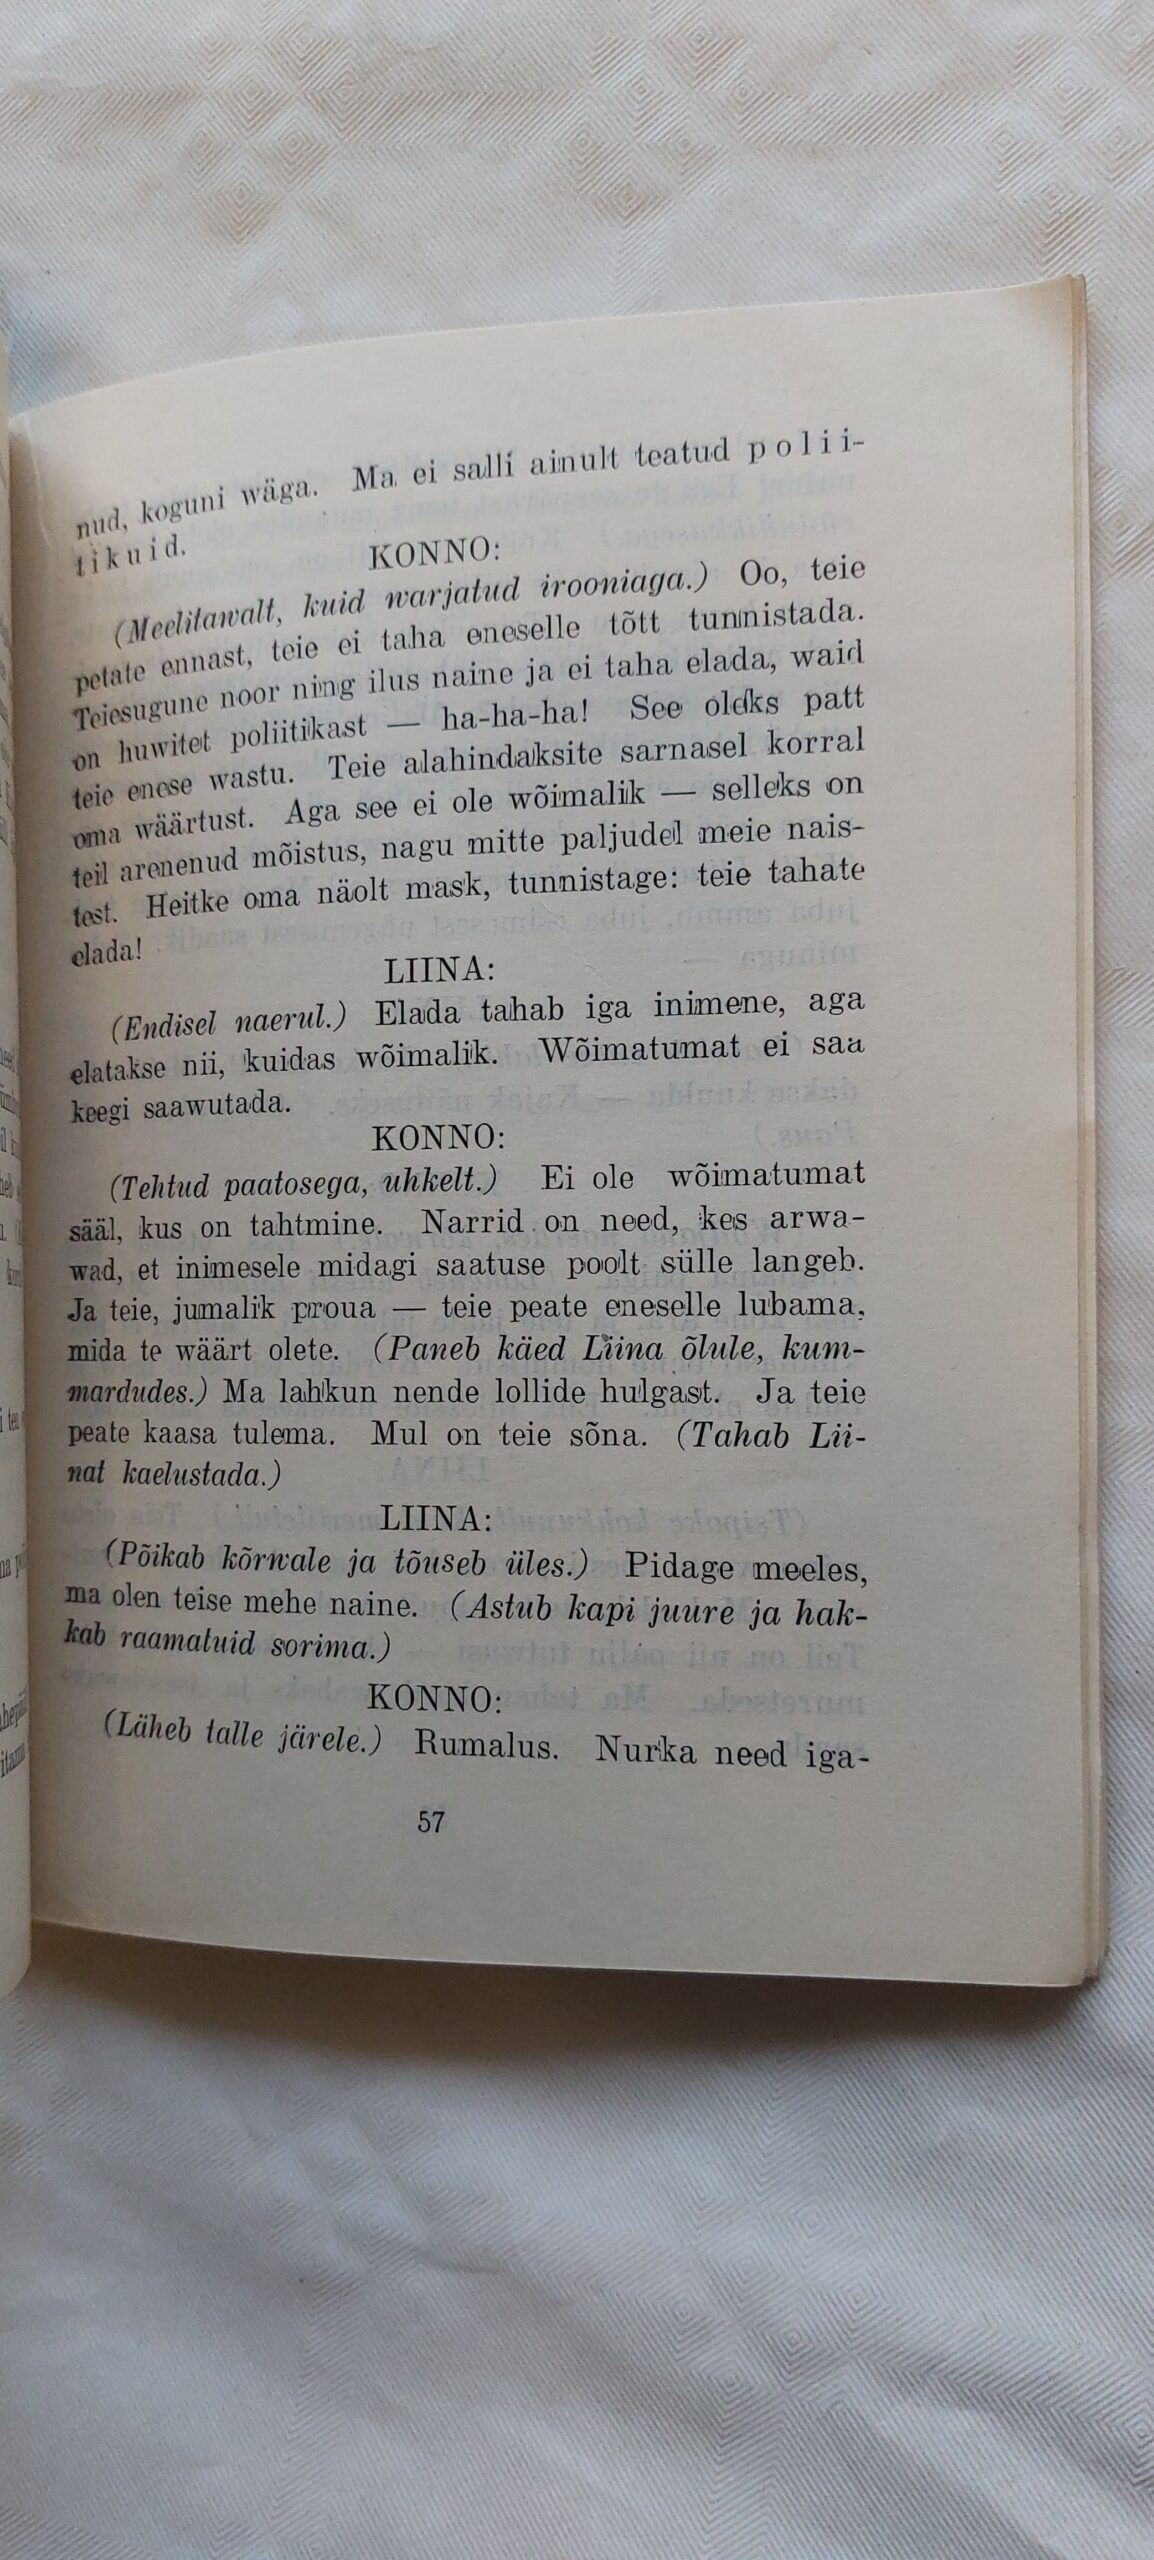 nud, koguni wäga. Ma ei salli ainult teatud polii-
tikuid.
KONNO:
(Meelitawalt, kuid warjatud irooniaga.) Oo, teie
petate ennast, teie ei taha eneselle tõtt tunnistada.
Teiesugune noor ning ilus naine ja ei taha elada, waid
on huwitet poliitikast — ha-ha-ha! See oleks patt
teie enese wastu. Teie alahindaksite sarnasel korral
oma wäärtust. Aga see ei ole wõimalik — selleks on
teil arenenud mõistus, nagu mitte paljudel meie nais-
test. Heitke oma näolt mask, tunnistage: teie tahate
elada!
LIINA:
(Endisel naerul.) Elada tahab iga inimene, aga
elatakse nii, kuidas wõimalik. Wõimatumat ei saa
keegi saawutada.
KONNO:
(Tehtud paatosega, uhkelt.) Ei ole wõimatumat
sääl, kus on tahtmine. Narrid on need, kes arwa-
wad, et inimesele midagi saatuse poolt sülle langeb.
Ja teie, jumalik proua — teie peate eneselle lubama,
mida te wäärt olete. (Paneb käed Liina õlule, kum-
mardudes.) Ma lahkun nende lollide hulgast. Ja teie
peate kaasa tulema. Mul on teie sõna. (Tahab Lii-
nat kaelustada.)
LIINA:
(Põikab kõrwale ja tõuseb üles.) Pidage meeles,
ma olen teise mehe naine. (Astub kapi juure ja hak-
kab raamatuid sorima.)
KONNO:
(Läheb talle järele.) Rumalus. Nurka need iga-
57